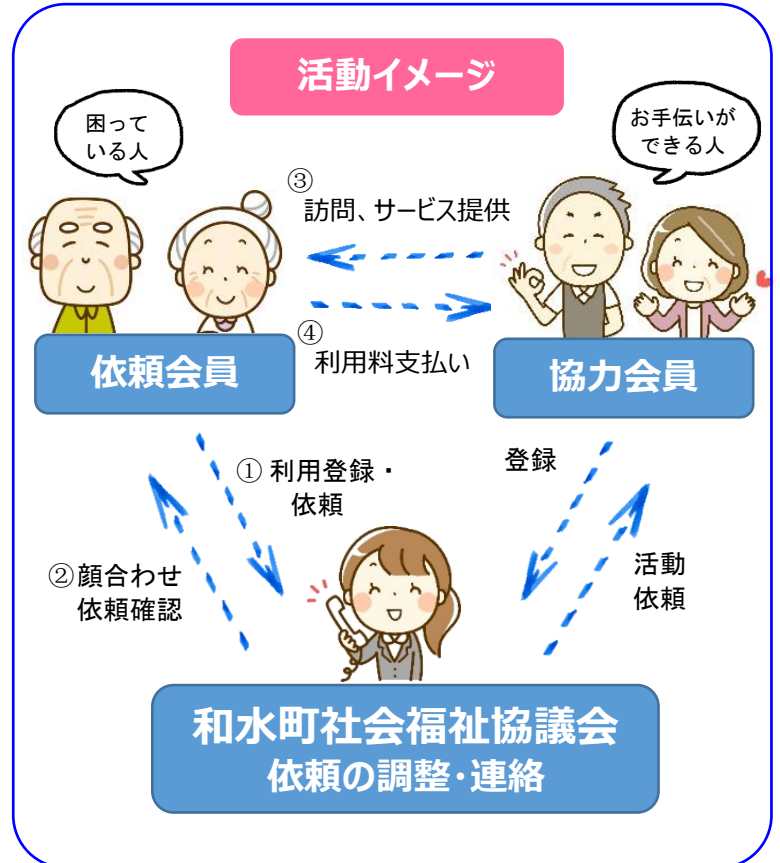 活動イメージ
困って
いる人
お手伝いが
できる人
③
訪問、サービス提供
④
利用料支払い
依頼会員
協力会員
① 利用登録・
依頼
登録
②顔合わせ
依頼確認
活動
依頼
和水町社会福祉協議会
依頼の調整・連絡